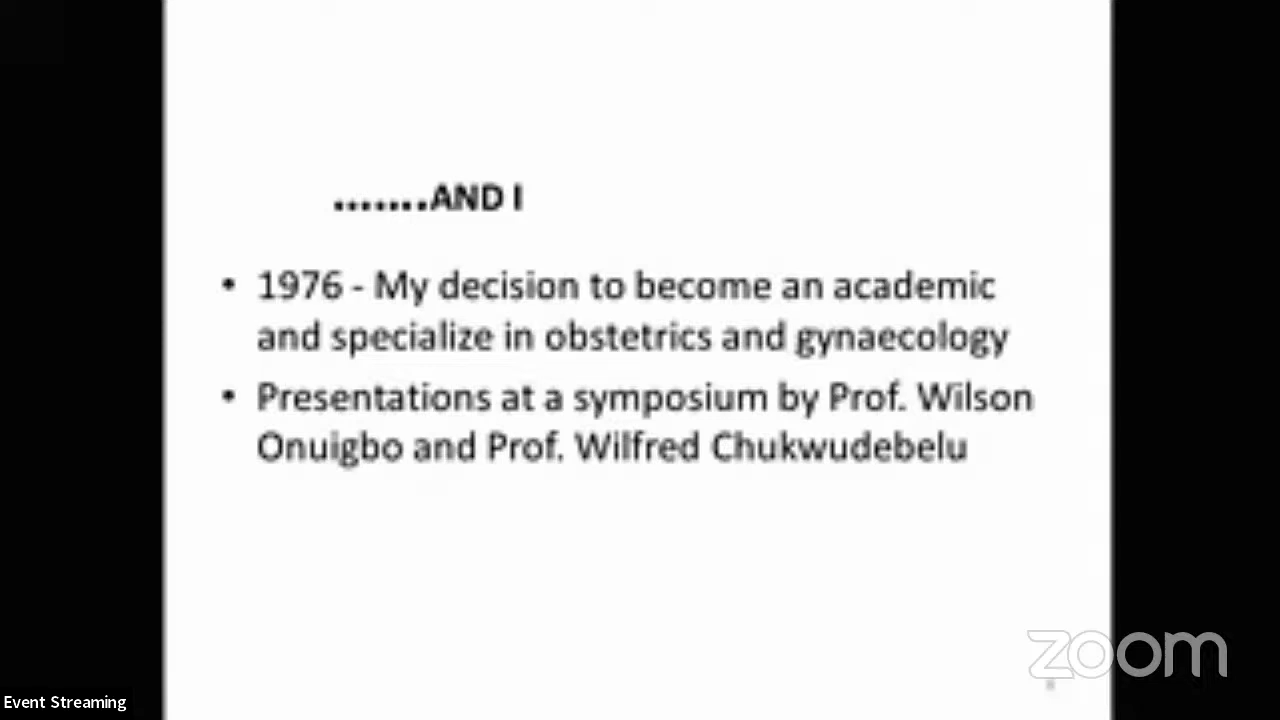 .......AND I
• 1976 - My decision to become an academic
and specialize in obstetrics and gynaecology
• Presentations at a symposium by Prof. Wilson
Onuigbo and Prof. Wilfred Chukwudebelu
zoom
Event Streaming